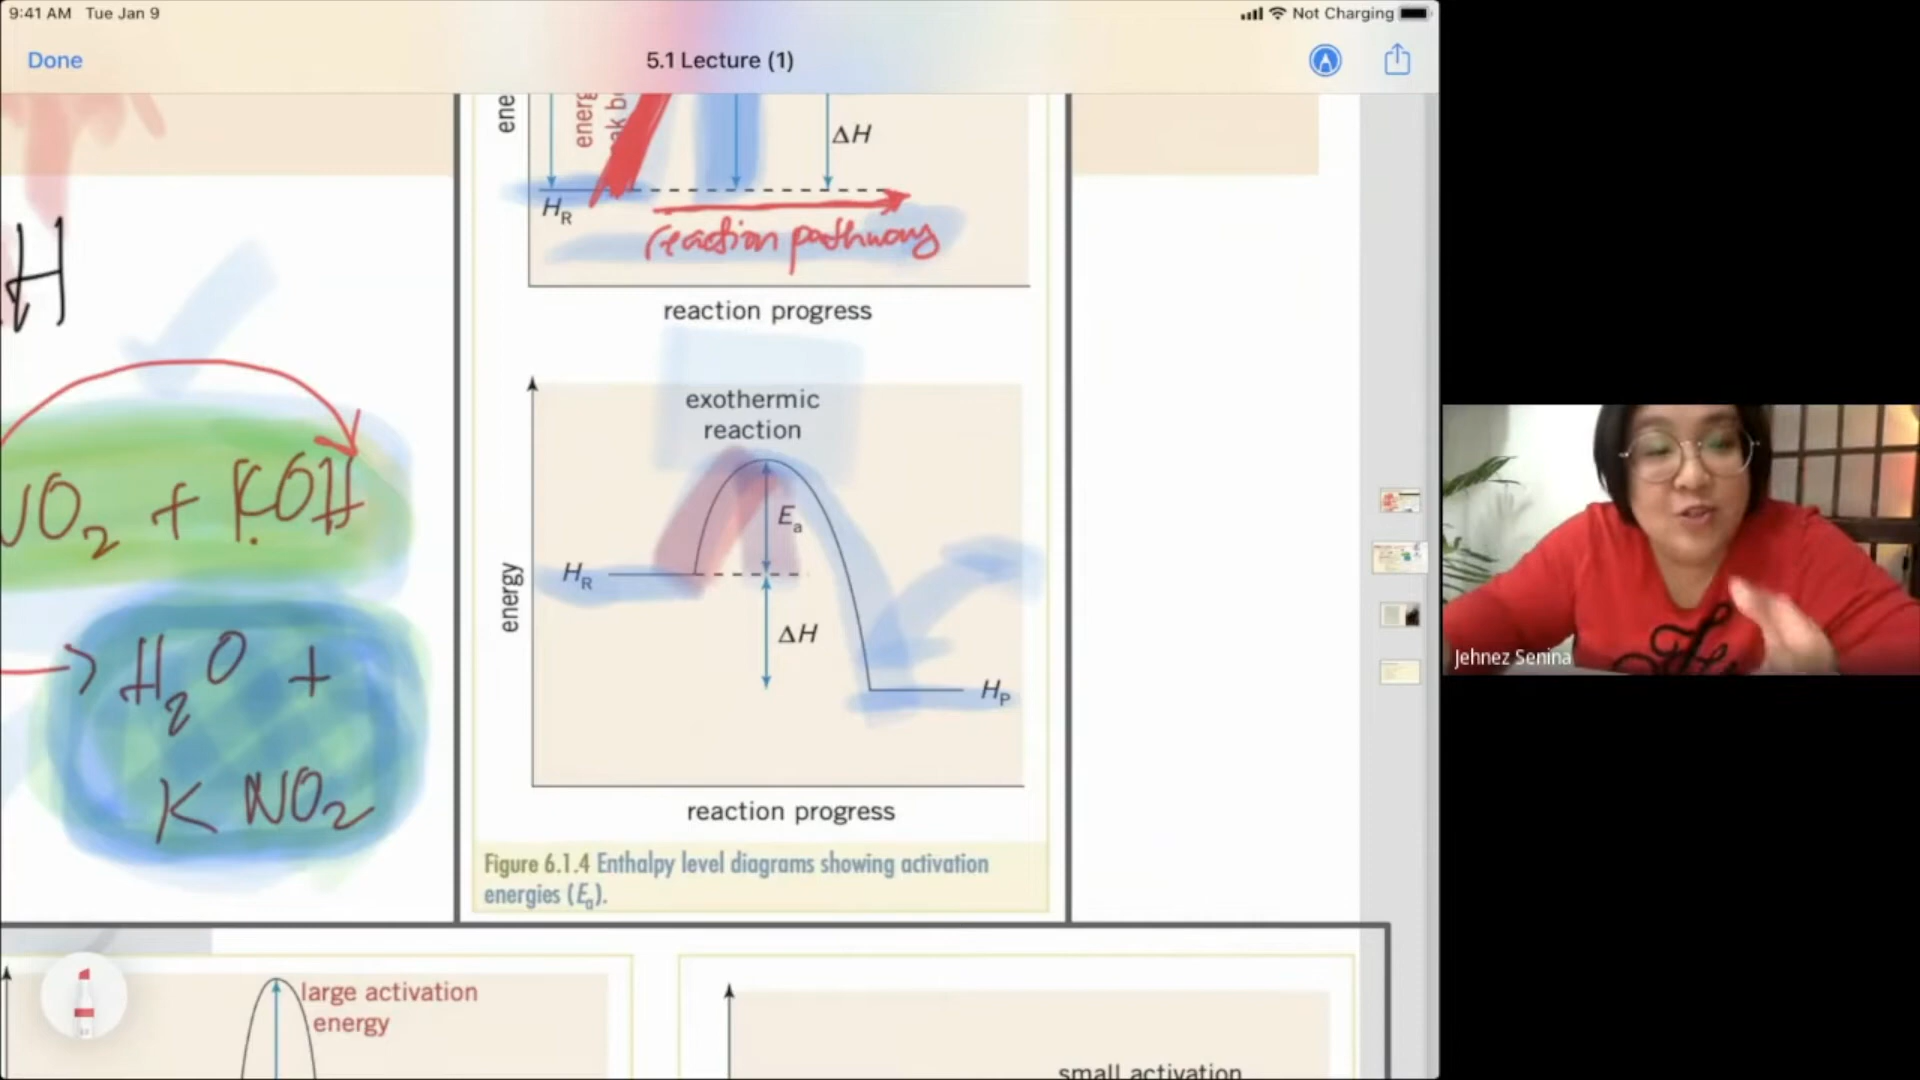 9:41 AM Tue Jan 9
Not Charging
Done
5.1 Lecture (1)
ΔH
H_R
reaction pathway
reaction progress
H
NO₂ + KOH
H₂O +
K NO₂
exothermic
reaction
E_a
H_R
energy
ΔH
H_P
reaction progress
Figure 6.1.4 Enthalpy level diagrams showing activation
energies (E_a).
large activation
energy
small activation
Jehnez Senina